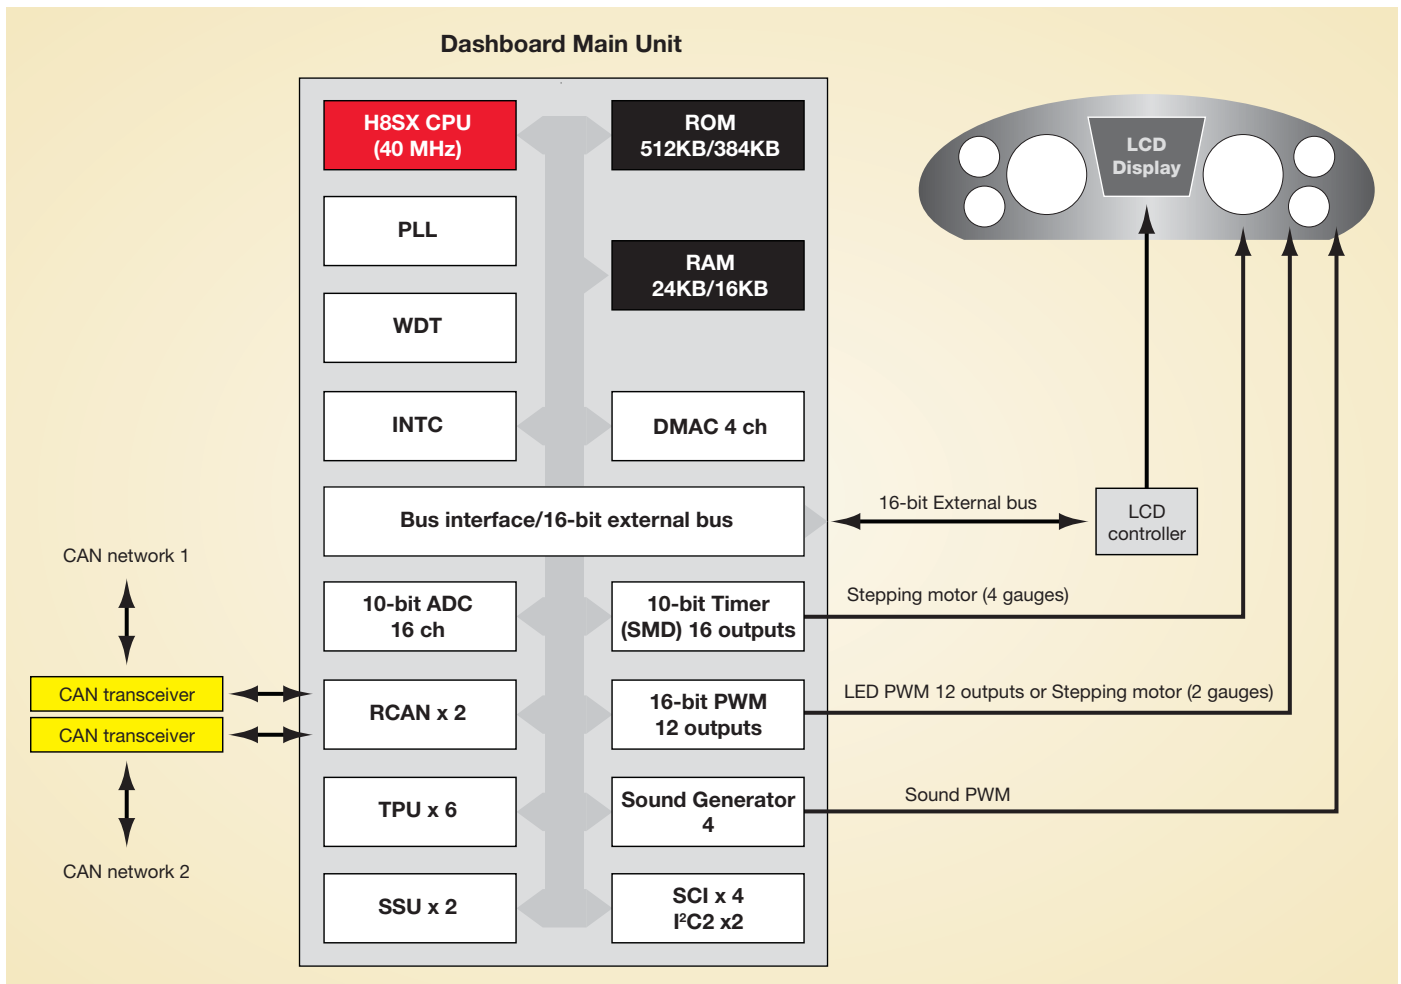 Dashboard Main Unit
H8SX CPU
(40 MHz)
ROM
512KB/384KB
PLL
RAM
24KB/16KB
WDT
INTC
DMAC 4 ch
Bus interface/16-bit external bus
10-bit ADC
16 ch
10-bit Timer
(SMD) 16 outputs
RCAN x 2
16-bit PWM
12 outputs
TPU x 6
Sound Generator
4
SSU x 2
SCI x 4
I²C2 x2
CAN network 1
CAN transceiver
CAN transceiver
CAN network 2
LCD
Display
16-bit External bus
LCD
controller
Stepping motor (4 gauges)
LED PWM 12 outputs or Stepping motor (2 gauges)
Sound PWM